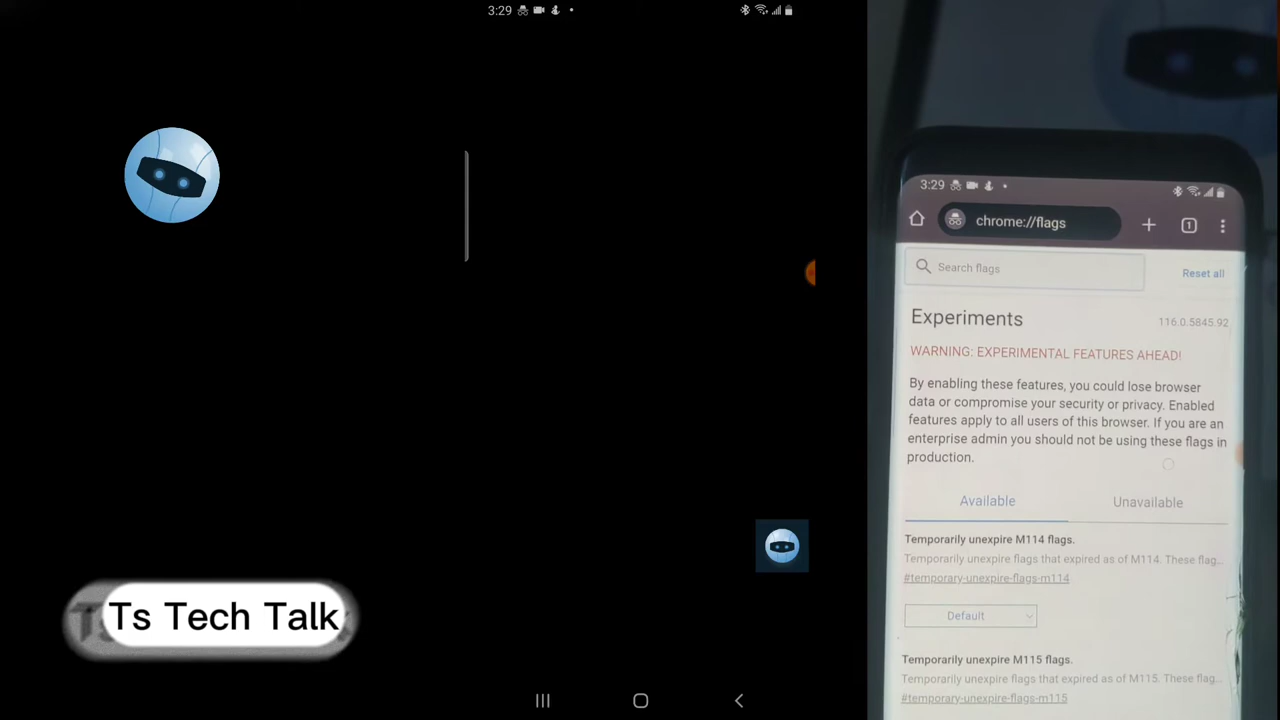 3:29
Ts Tech Talk
3:29
chrome://flags
1
Search flags
Reset all
Experiments
116.0.5845.92
WARNING: EXPERIMENTAL FEATURES AHEAD!
By enabling these features, you could lose browser
data or compromise your security or privacy. Enabled
features apply to all users of this browser. If you are an
enterprise admin you should not be using these flags in
production.
Available
Unavailable
Temporarily unexpire M114 flags.
Temporarily unexpire flags that expired as of M114. These flag...
#temporary-unexpire-flags-m114
Default
Temporarily unexpire M115 flags.
Temporarily unexpire flags that expired as of M115. These flag...
#temporary-unexpire-flags-m115